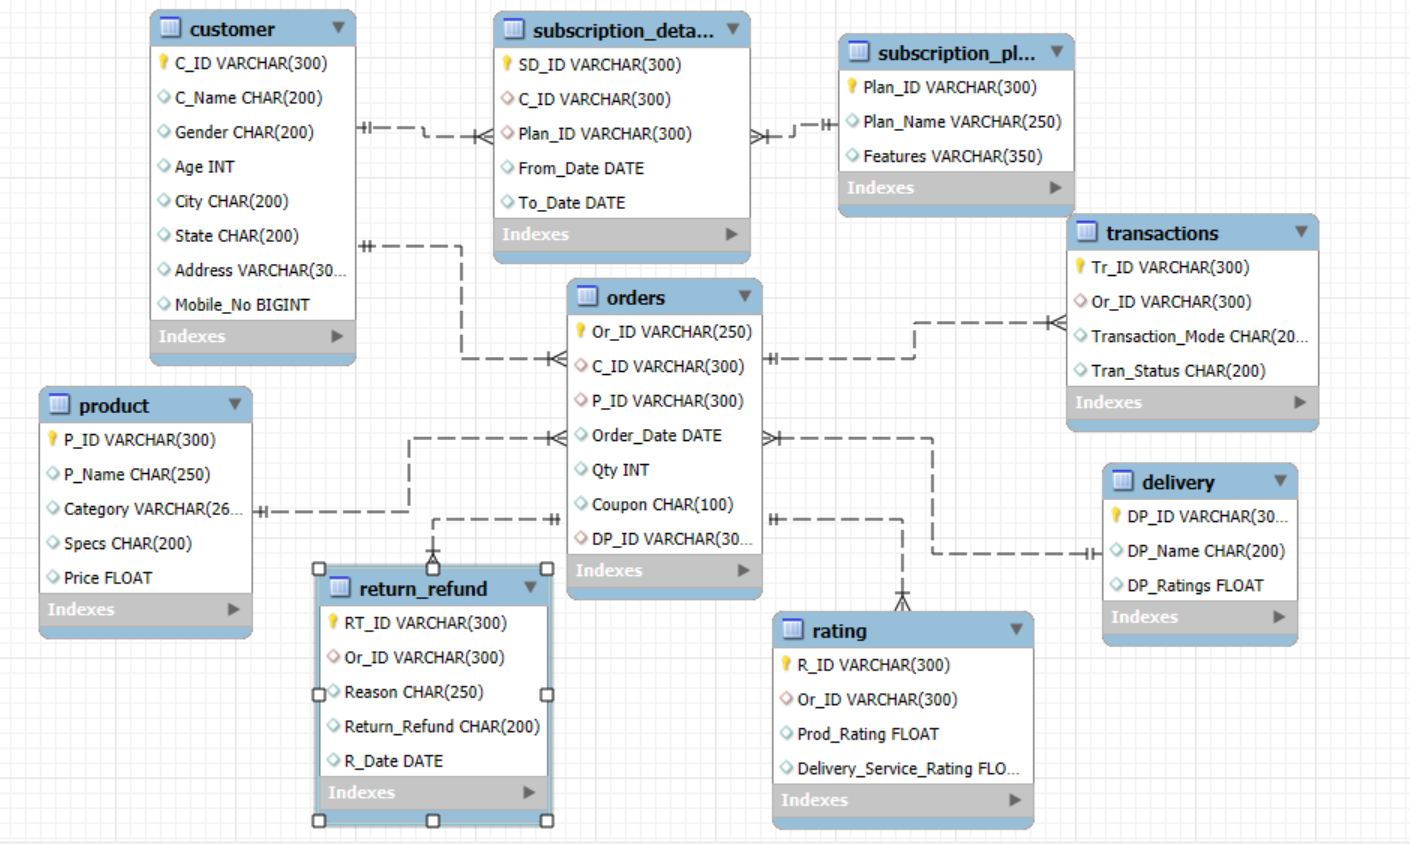 customer
C_ID VARCHAR(300)
C_Name CHAR(200)
Gender CHAR(200)
Age INT
City CHAR(200)
State CHAR(200)
Address VARCHAR(30...
Mobile_No BIGINT
Indexes
subscription_deta...
SD_ID VARCHAR(300)
C_ID VARCHAR(300)
Plan_ID VARCHAR(300)
From_Date DATE
To_Date DATE
Indexes
subscription_pl...
Plan_ID VARCHAR(300)
Plan_Name VARCHAR(250)
Features VARCHAR(350)
Indexes
transactions
Tr_ID VARCHAR(300)
Or_ID VARCHAR(300)
Transaction_Mode CHAR(20...
Tran_Status CHAR(200)
Indexes
orders
Or_ID VARCHAR(250)
C_ID VARCHAR(300)
P_ID VARCHAR(300)
Order_Date DATE
Qty INT
Coupon CHAR(100)
DP_ID VARCHAR(30...
Indexes
product
P_ID VARCHAR(300)
P_Name CHAR(250)
Category VARCHAR(26...
Specs CHAR(200)
Price FLOAT
Indexes
delivery
DP_ID VARCHAR(30...
DP_Name CHAR(200)
DP_Ratings FLOAT
Indexes
return_refund
RT_ID VARCHAR(300)
Or_ID VARCHAR(300)
Reason CHAR(250)
Return_Refund CHAR(200)
R_Date DATE
Indexes
rating
R_ID VARCHAR(300)
Or_ID VARCHAR(300)
Prod_Rating FLOAT
Delivery_Service_Rating FLO...
Indexes